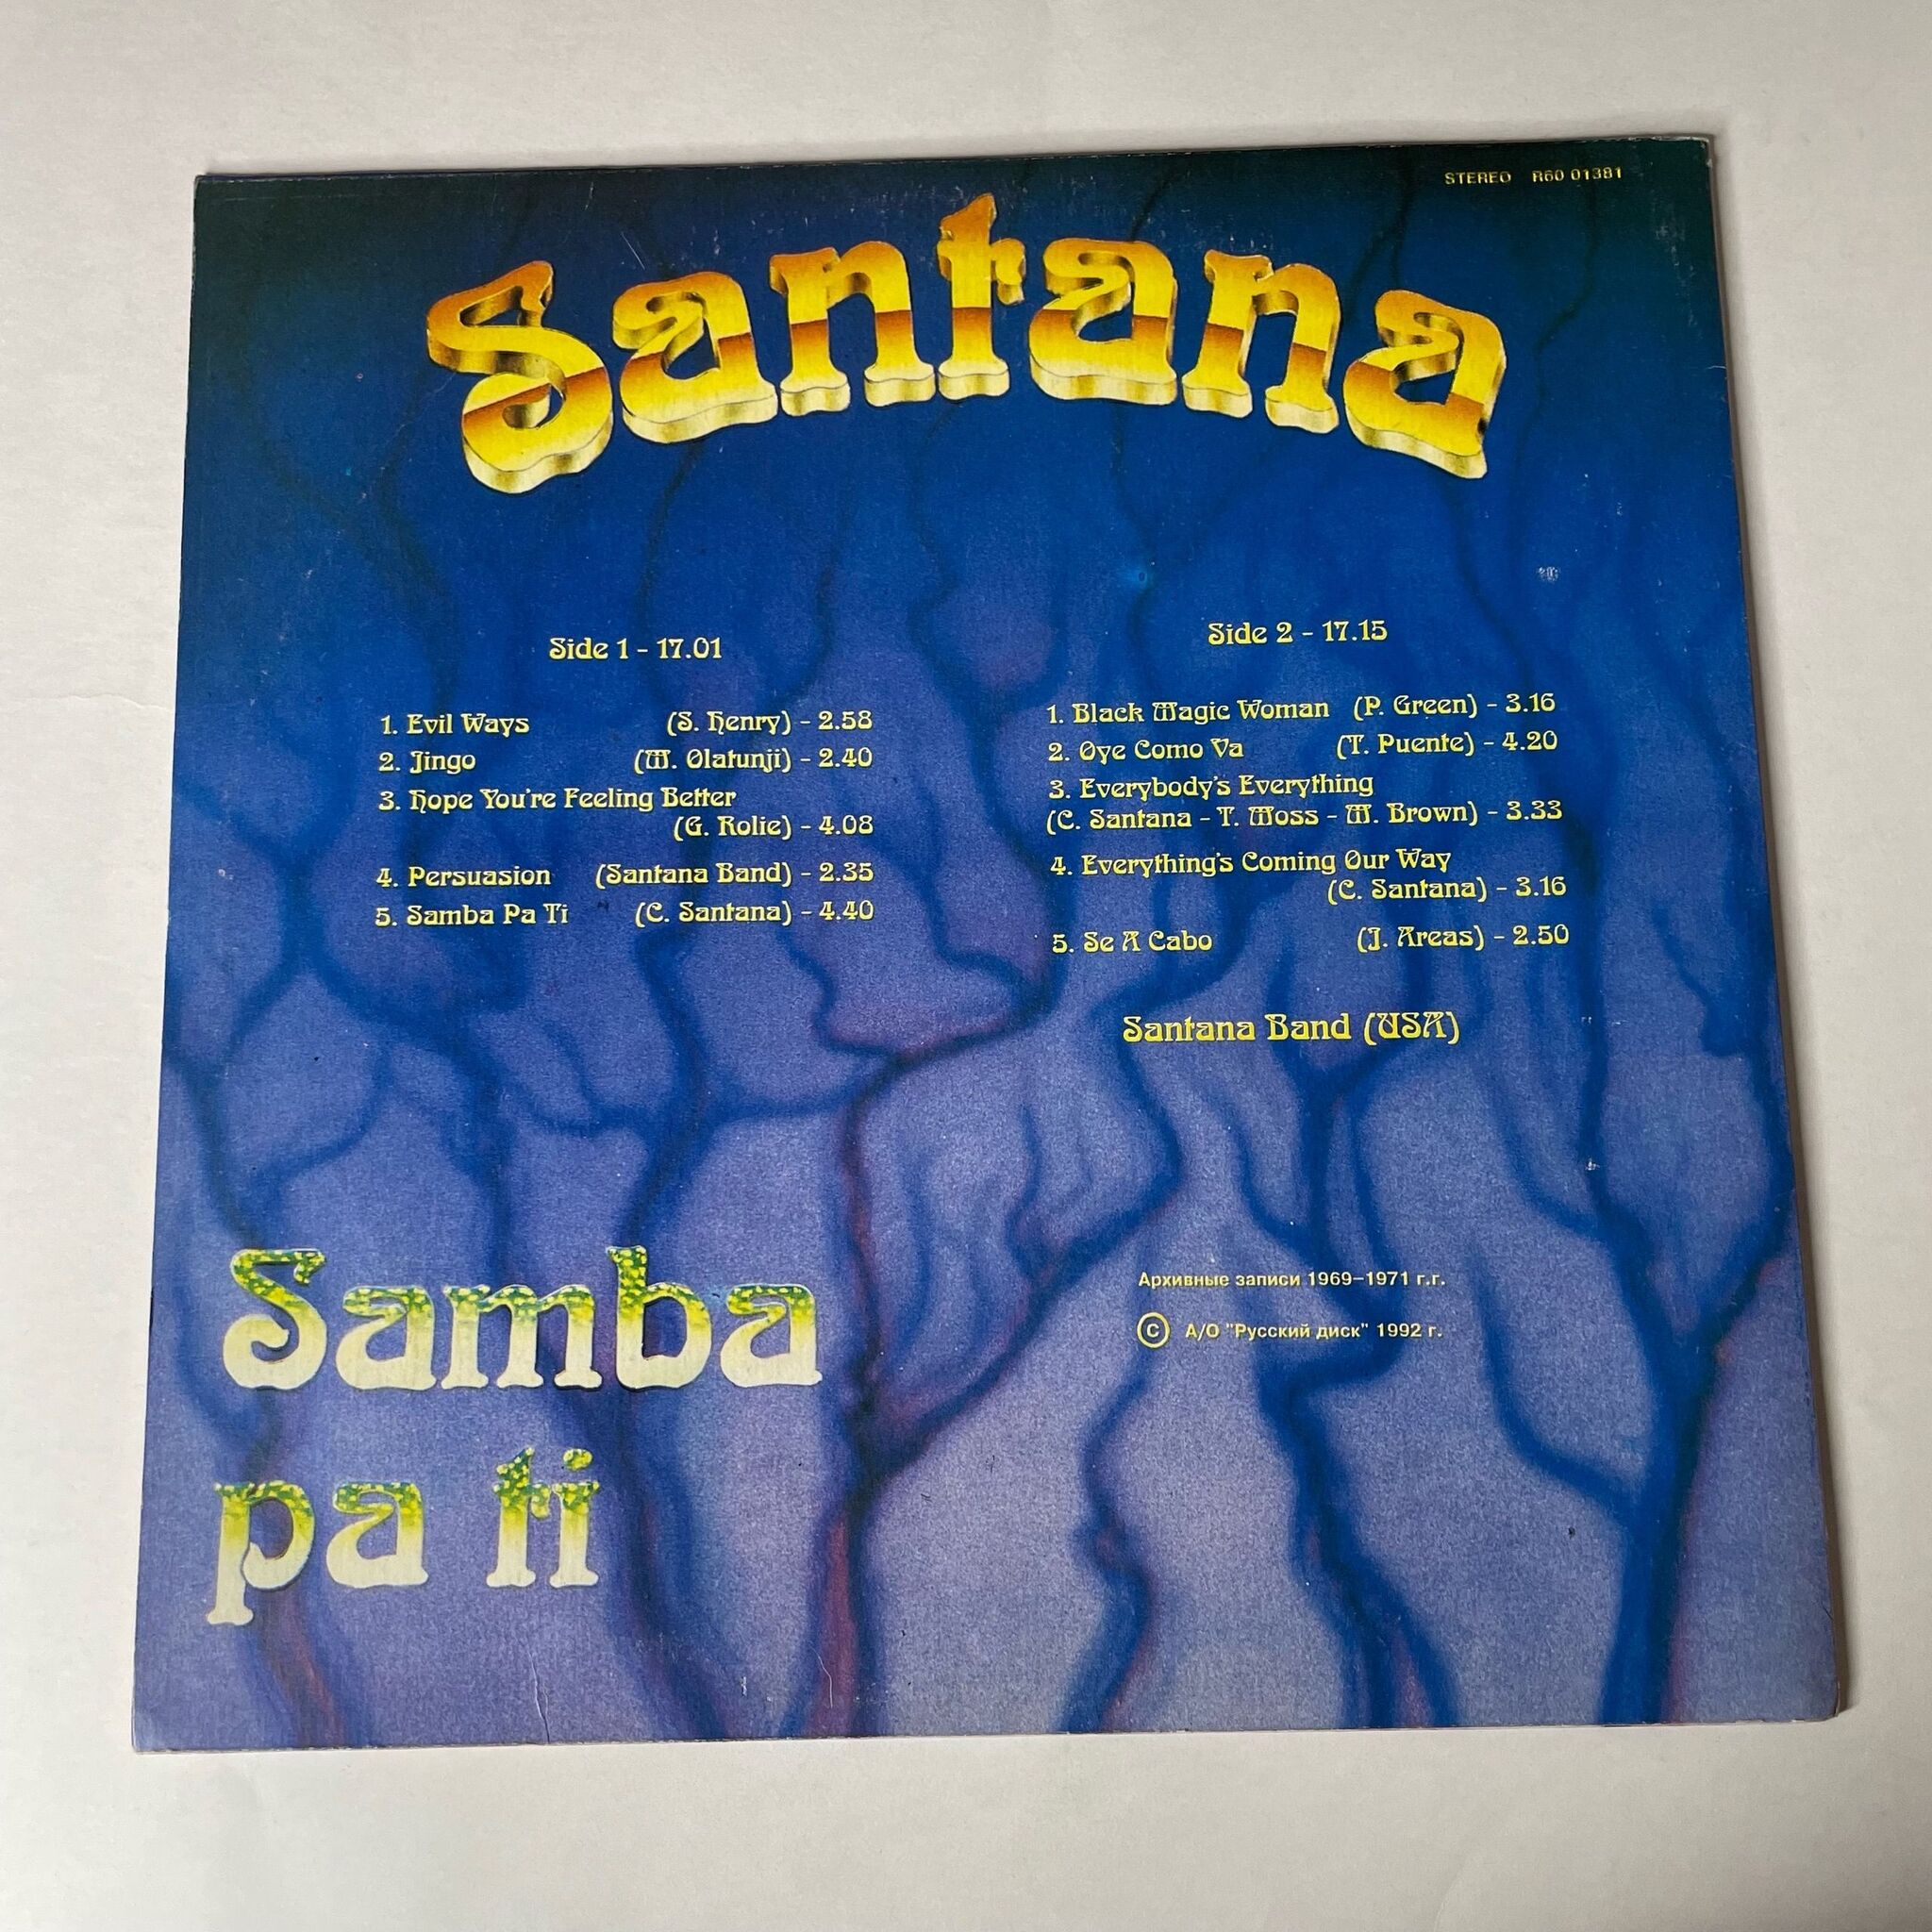 STEREO R60 01381
Santana
Side 1 - 17.01
1. Evil Ways (S. Henry) - 2.58
2. Jingo (M. Olatunji) - 2.40
3. Hope You're Feeling Better
(G. Rolie) - 4.08
4. Persuasion (Santana Band) - 2.35
5. Samba Pa Ti (C. Santana) - 4.40
Side 2 - 17.15
1. Black Magic Woman (P. Green) - 3.16
2. Oye Como Va (T. Puente) - 4.20
3. Everybody's Everything
(C. Santana - T. Moss - M. Brown) - 3.33
4. Everything's Coming Our Way
(C. Santana) - 3.16
5. Se A Cabo (J. Areas) - 2.50
Santana Band (USA)
Samba
pa ti
Архивные записи 1969-1971 г.г.
© А/О "Русский диск" 1992 г.